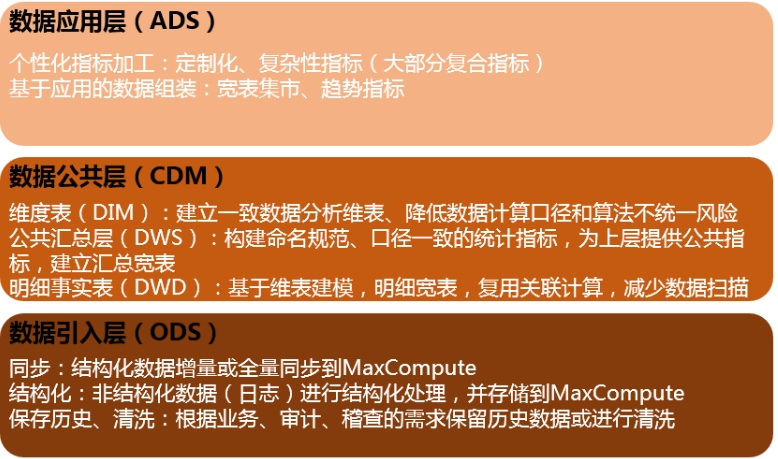 数据应用层（ADS）
个性化指标加工：定制化、复杂性指标（大部分复合指标）
基于应用的数据组装：宽表集市、趋势指标
数据公共层（CDM）
维度表（DIM）：建立一致数据分析维表、降低数据计算口径和算法不统一风险
公共汇总层（DWS）：构建命名规范、口径一致的统计指标，为上层提供公共指
标，建立汇总宽表
明细事实表（DWD）：基于维表建模，明细宽表，复用关联计算，减少数据扫描
数据引入层（ODS）
同步：结构化数据增量或全量同步到MaxCompute
结构化：非结构化数据（日志）进行结构化处理，并存储到MaxCompute
保存历史、清洗：根据业务、审计、稽查的需求保留历史数据或进行清洗